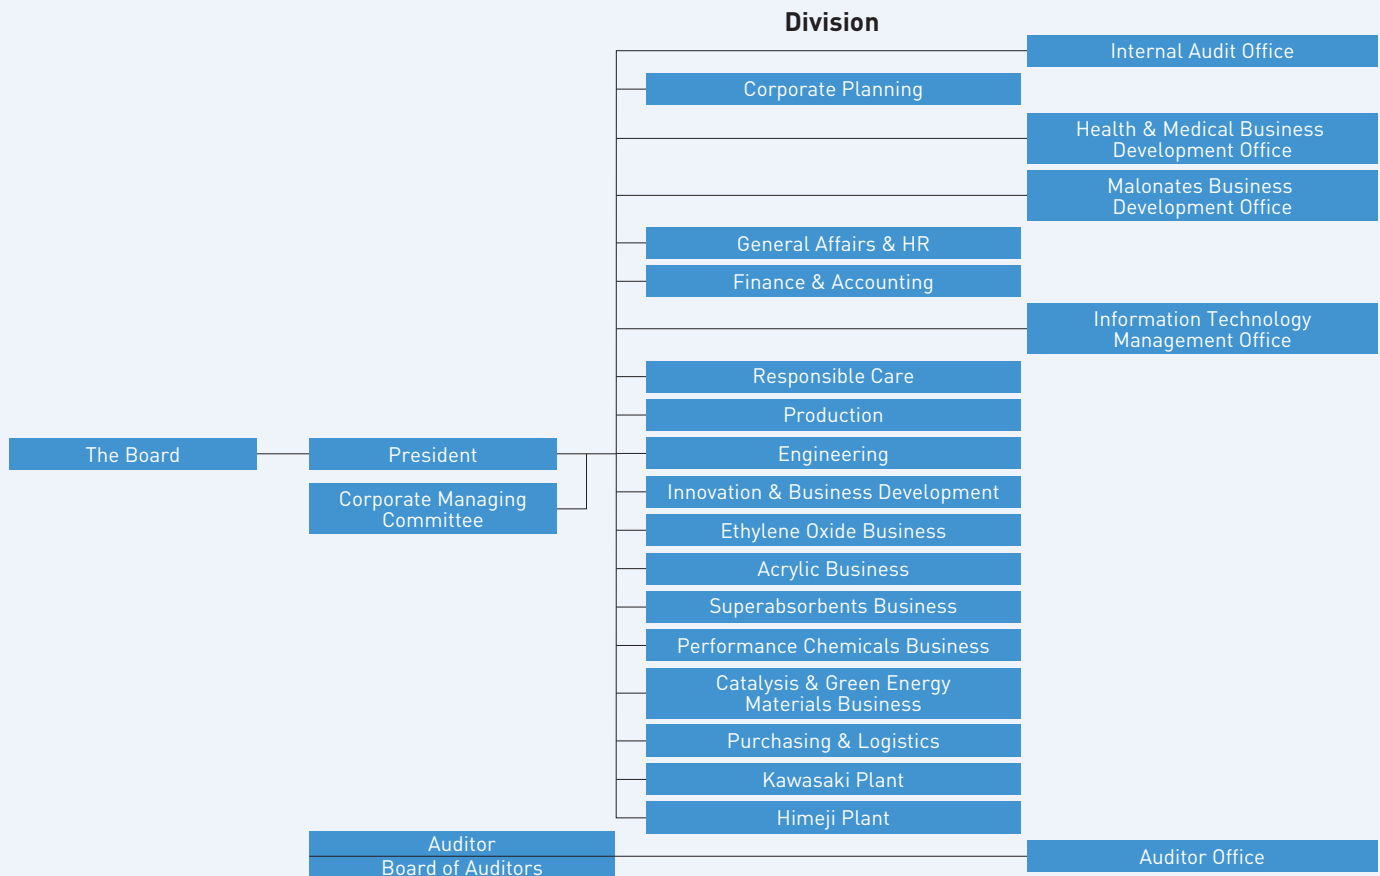 Division
Internal Audit Office
Corporate Planning
Health & Medical Business
Development Office
Malonates Business
Development Office
General Affairs & HR
Finance & Accounting
Information Technology
Management Office
Responsible Care
Production
The Board
President
Engineering
Corporate Managing
Committee
Innovation & Business Development
Ethylene Oxide Business
Acrylic Business
Superabsorbents Business
Performance Chemicals Business
Catalysis & Green Energy
Materials Business
Purchasing & Logistics
Kawasaki Plant
Himeji Plant
Auditor
Board of Auditors
Auditor Office